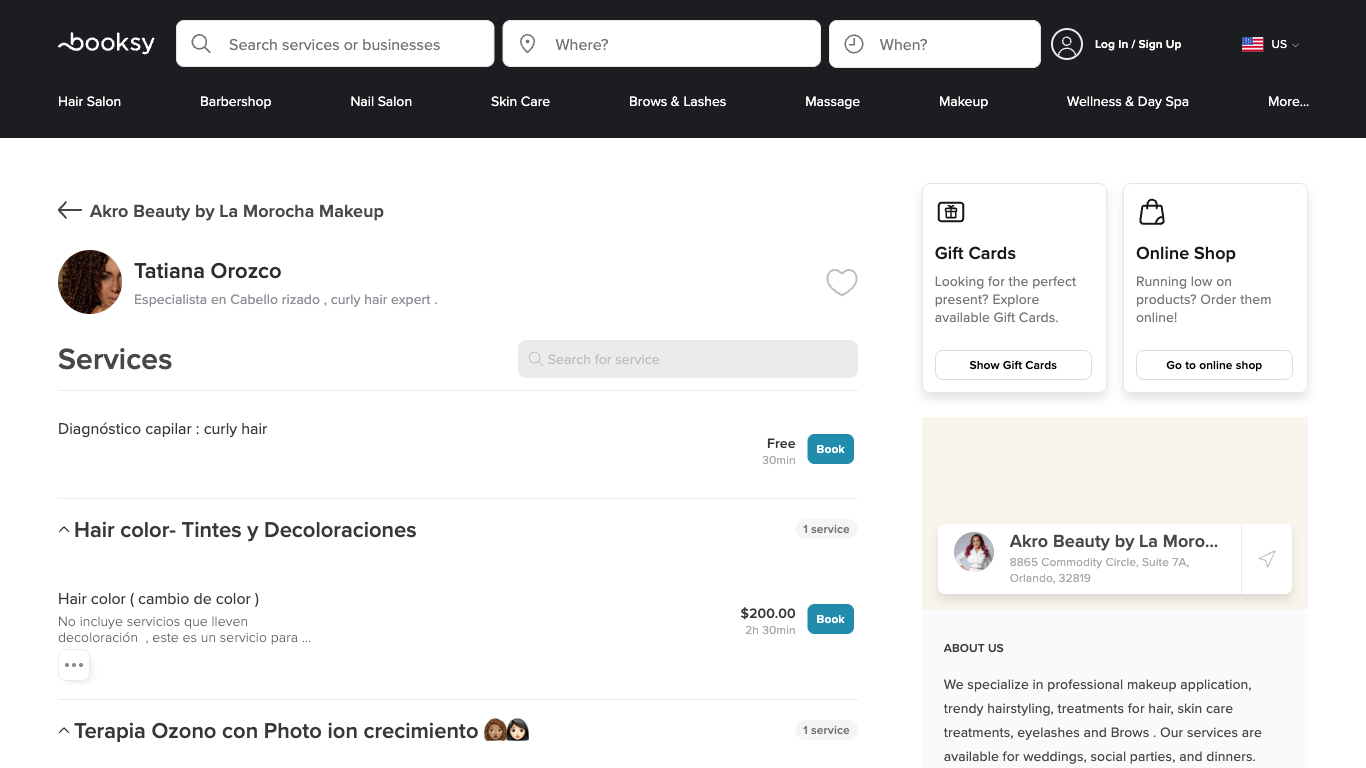 booksy
Search services or businesses
Where?
When?
Log In / Sign Up
US
Hair Salon
Barbershop
Nail Salon
Skin Care
Brows & Lashes
Massage
Makeup
Wellness & Day Spa
More...
Akro Beauty by La Morocha Makeup
Tatiana Orozco
Especialista en Cabello rizado , curly hair expert .
Services
Search for service
Diagnóstico capilar : curly hair
Free
30min
Book
Hair color- Tintes y Decoloraciones
1 service
Hair color ( cambio de color )
No incluye servicios que lleven
decoloración , este es un servicio para ...
$200.00
2h 30min
Book
Terapia Ozono con Photo ion crecimiento 👩🏽👩🏻
1 service
Gift Cards
Looking for the perfect
present? Explore
available Gift Cards.
Show Gift Cards
Online Shop
Running low on
products? Order them
online!
Go to online shop
Akro Beauty by La Moro...
8865 Commodity Circle, Suite 7A,
Orlando, 32819
ABOUT US
We specialize in professional makeup application,
trendy hairstyling, treatments for hair, skin care
treatments, eyelashes and Brows . Our services are
available for weddings, social parties, and dinners.